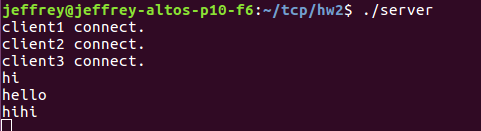 jeffrey@jeffrey-altos-p10-f6:~/tcp/hw2$ ./server
client1 connect.
client2 connect.
client3 connect.
hi
hello
hihi